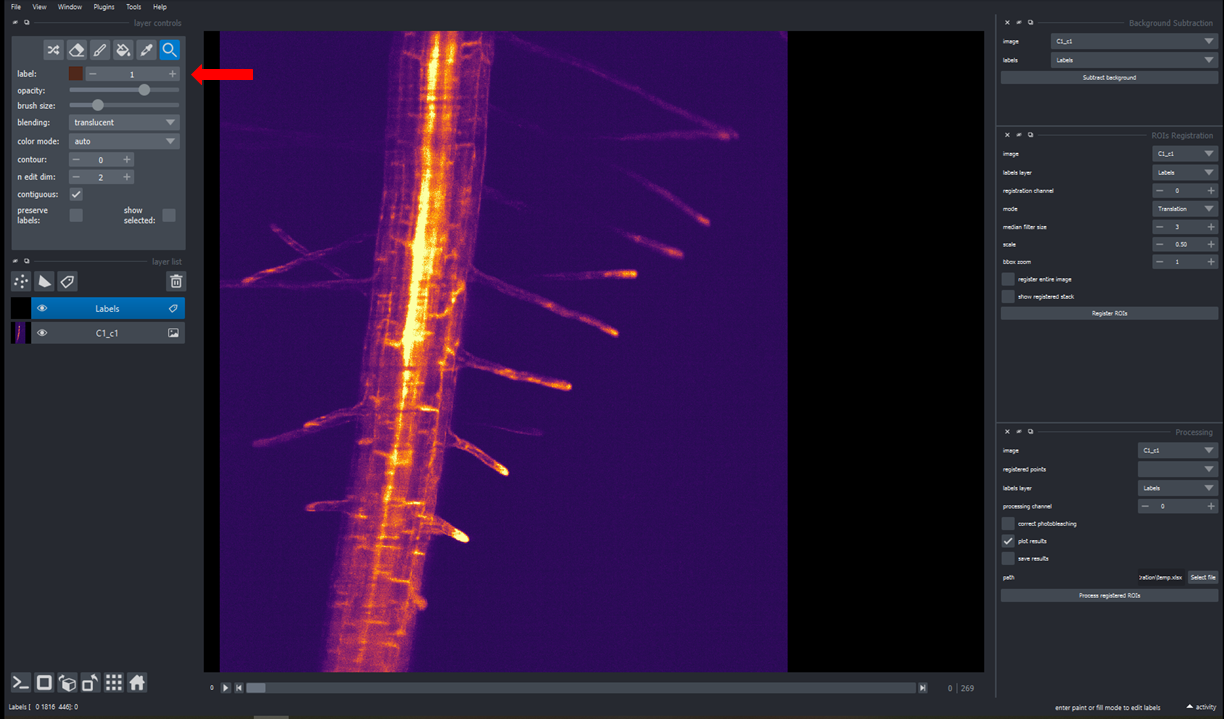 File View Window Plugins Tools Help
layer controls
label: 1
opacity:
brush size:
blending: translucent
color mode: auto
contour: 0
n edit dim: 2
contiguous:
preserve labels: show selected:
layer list
Labels
C1_c1
0 0 | 269
Labels [ 0 1816 446]: 0
Background Subtraction
image C1_c1
labels Labels
Subtract background
ROIs Registration
image C1_c1
labels layer Labels
registration channel 0
mode Translation
median filter size 3
scale 0.50
bbox zoom 1
register entire image
show registered stack
Register ROIs
Processing
image C1_c1
registered points
labels layer Labels
processing channel 0
correct photobleaching
plot results
save results
path :ration\temp.xlsx Select file
Process registered ROIs
enter paint or fill mode to edit labels activity